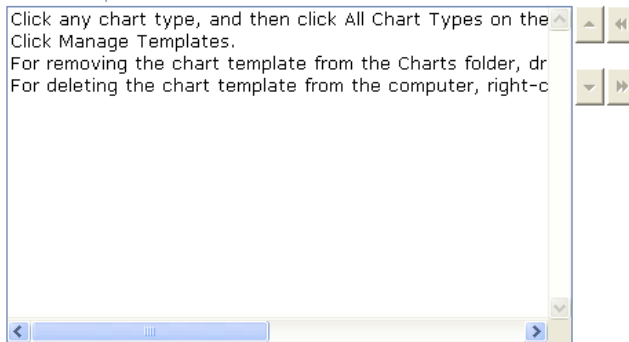 Click any chart type, and then click All Chart Types on the
Click Manage Templates.
For removing the chart template from the Charts folder, dr
For deleting the chart template from the computer, right-c